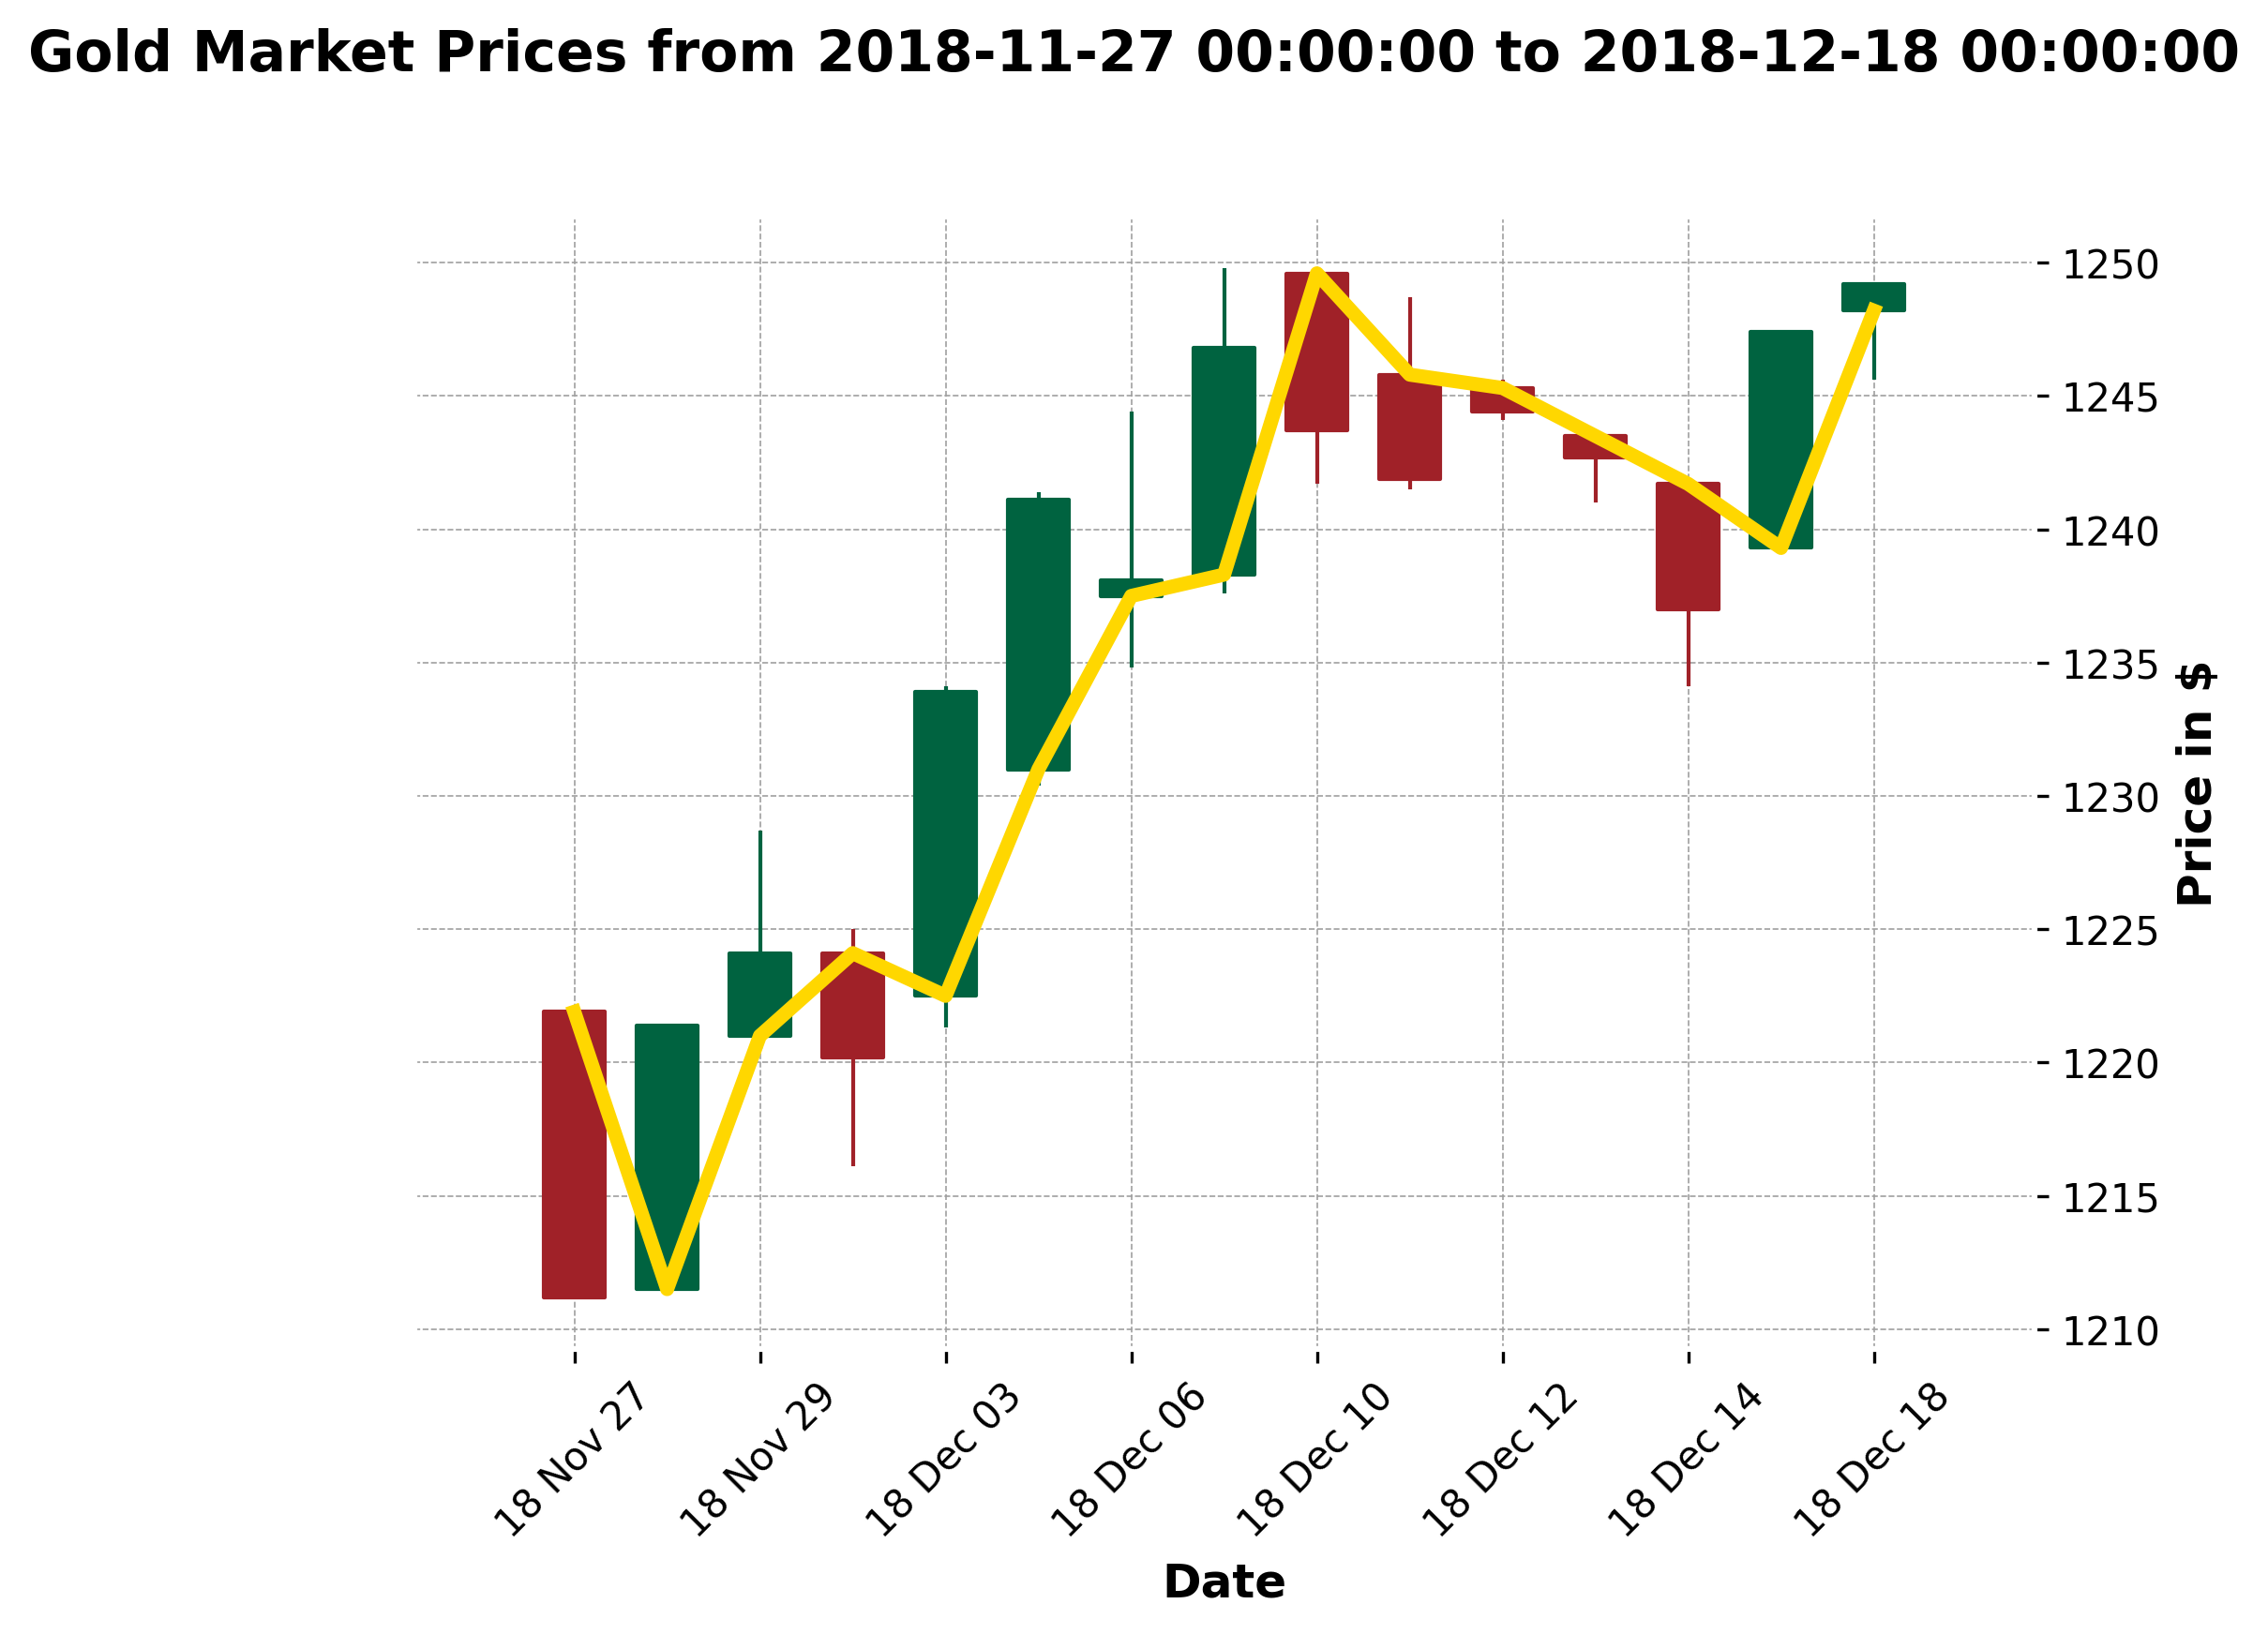 Gold Market Prices from 2018-11-27 00:00:00 to 2018-12-18 00:00:00
1250
1245
1240
1235
1230
1225
1220
1215
1210
Price in $
18 Nov 27
18 Nov 29
18 Dec 03
18 Dec 06
18 Dec 10
18 Dec 12
18 Dec 14
18 Dec 18
Date